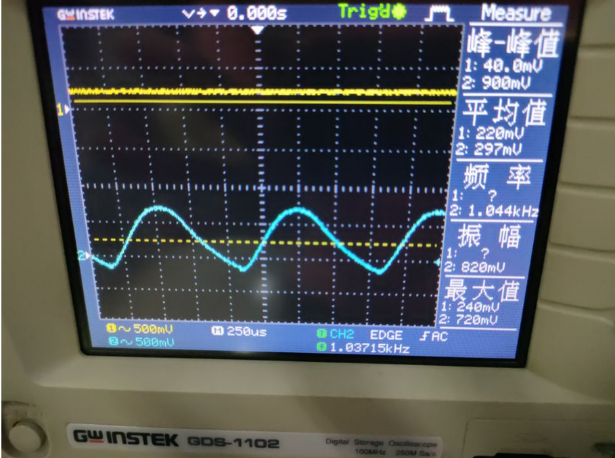 GWINSTEK 0.000s Trig'd Measure
峰-峰值
1: 40.0mV
2: 900mV
平均值
1: 220mV
2: 297mV
频 率
1: ?
2: 1.044kHz
振 幅
1: ?
2: 820mV
最大值
1: 240mV
2: 720mV
1
2
1 ~ 500mV M 250us T CH2 EDGE AC
2 ~ 500mV 1.03715kHz
GWINSTEK GDS-1102 Digital Storage Oscilloscope
100MHz 250M Sa/s